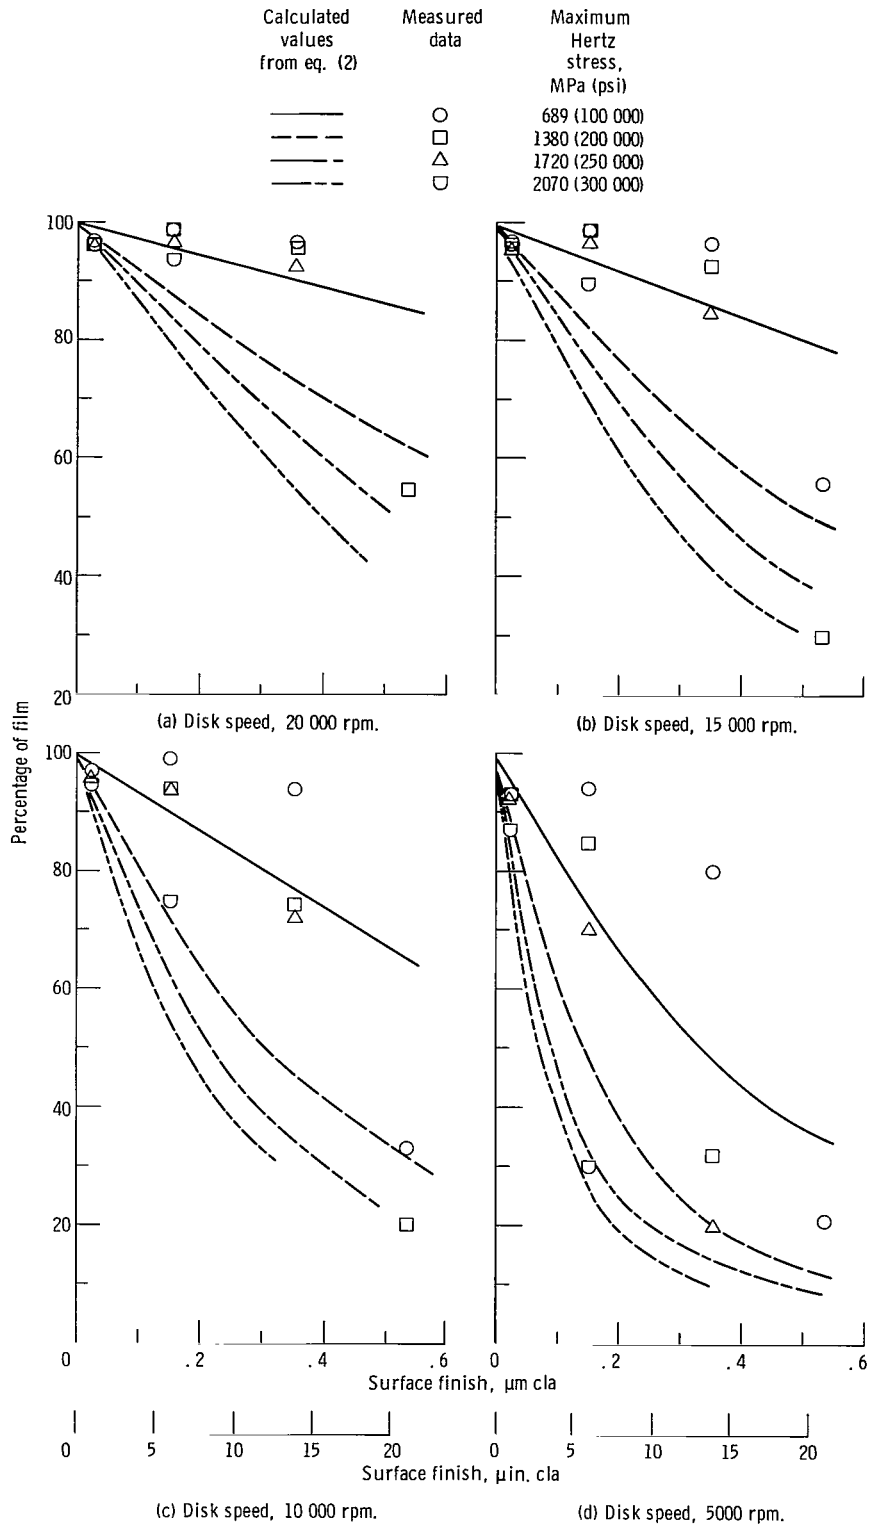 Calculated values from eq. (2)
Measured data
Maximum Hertz stress, MPa (psi)
689 (100 000)
1380 (200 000)
1720 (250 000)
2070 (300 000)
100
80
60
40
20
(a) Disk speed, 20 000 rpm.
(b) Disk speed, 15 000 rpm.
Percentage of film
100
80
60
40
20
0 .2 .4 .6
0 .2 .4 .6
Surface finish, μm cla
0 5 10 15 20
0 5 10 15 20
Surface finish, μin. cla
(c) Disk speed, 10 000 rpm.
(d) Disk speed, 5000 rpm.